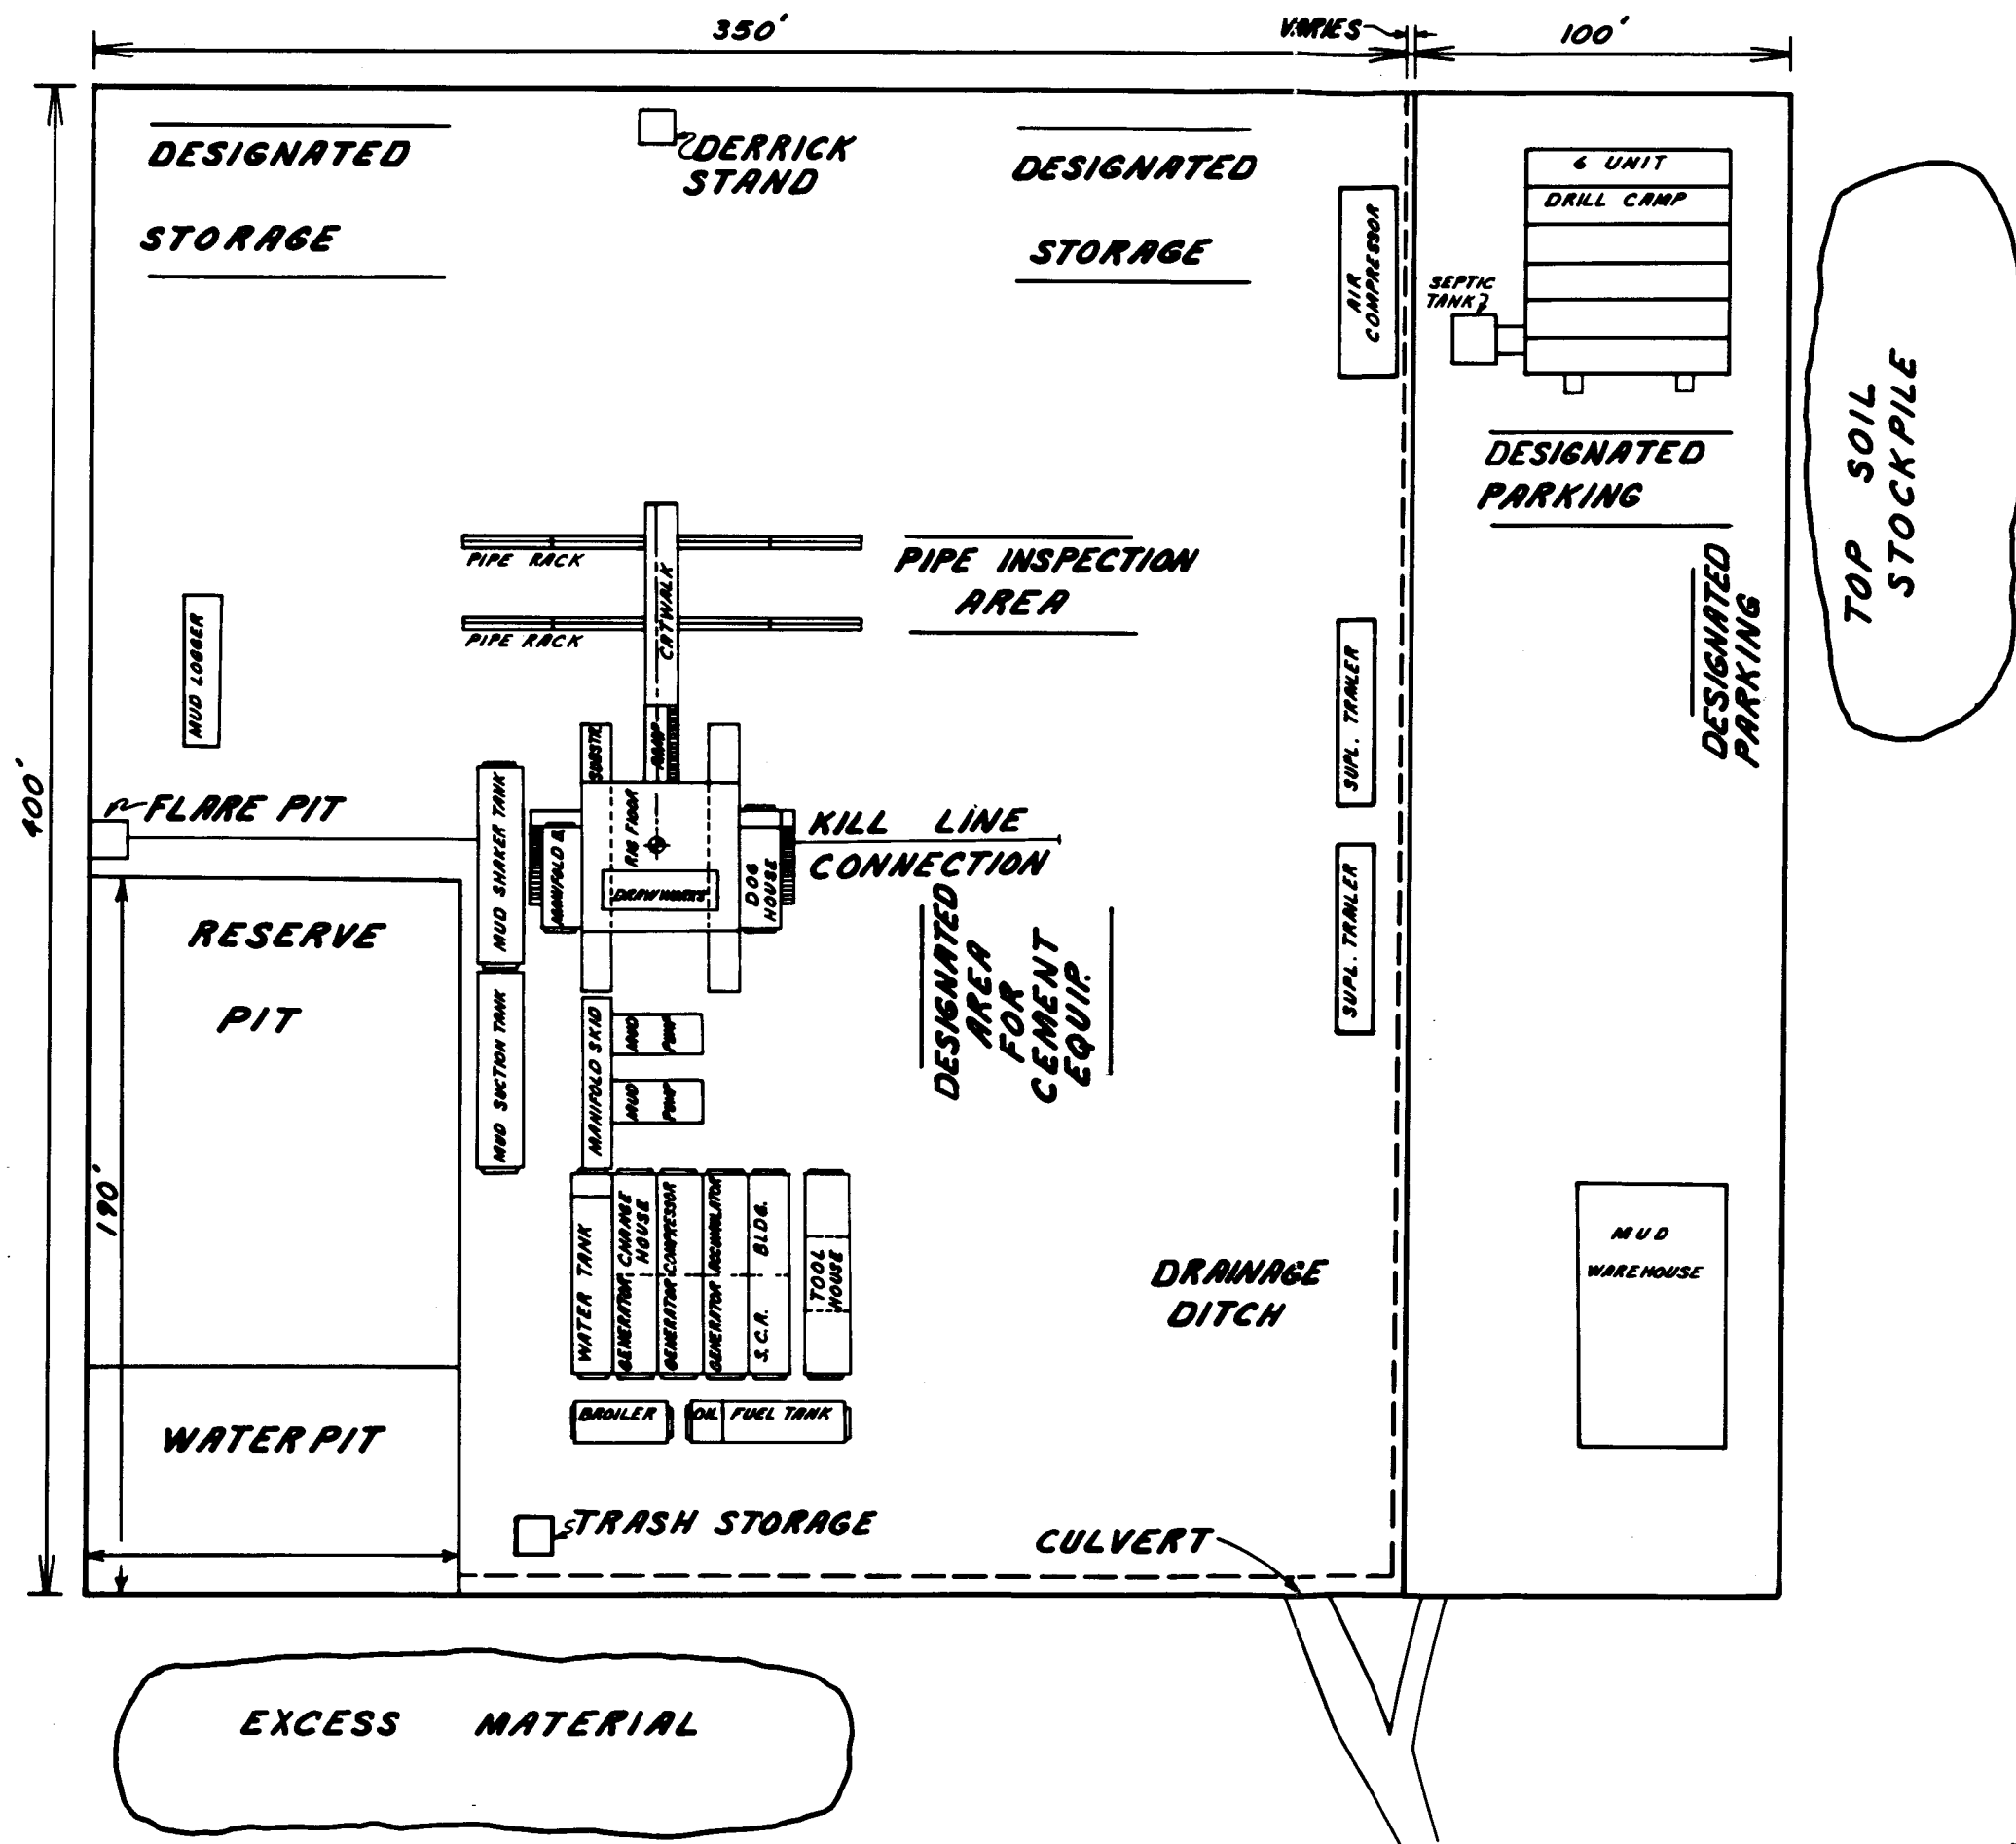 350'
VARIES
100'
DESIGNATED
STORAGE
DERRICK
STAND
DESIGNATED
STORAGE
AIR
COMPRESSOR
6 UNIT
DRILL CAMP
SEPTIC
TANK
DESIGNATED
PARKING
TOP SOIL
STOCKPILE
PIPE RACK
PIPE RACK
CATWALK
PIPE INSPECTION
AREA
DESIGNATED
PARKING
MUD LOGGER
SUPL. TRAILER
400'
FLARE PIT
MUD SHAKER TANK
SUBSTR.
RAMP
RIG FLOOR
DRAWWORKS
DOG
HOUSE
KILL LINE
CONNECTION
RESERVE
PIT
MUD SUCTION TANK
MANIFOLD SKID
MUD PUMP
MUD PUMP
DESIGNATED
AREA
FOR
CEMENT
EQUIP.
SUPL. TRAILER
190'
WATER TANK
GENERATOR CHANGE
HOUSE
GENERATOR COMPRESSOR
GENERATOR ACCUMULATOR
S.C.R. BLDG.
TOOL
HOUSE
DRAINAGE
DITCH
MUD
WAREHOUSE
WATER PIT
BROILER
OIL FUEL TANK
TRASH STORAGE
CULVERT
EXCESS MATERIAL